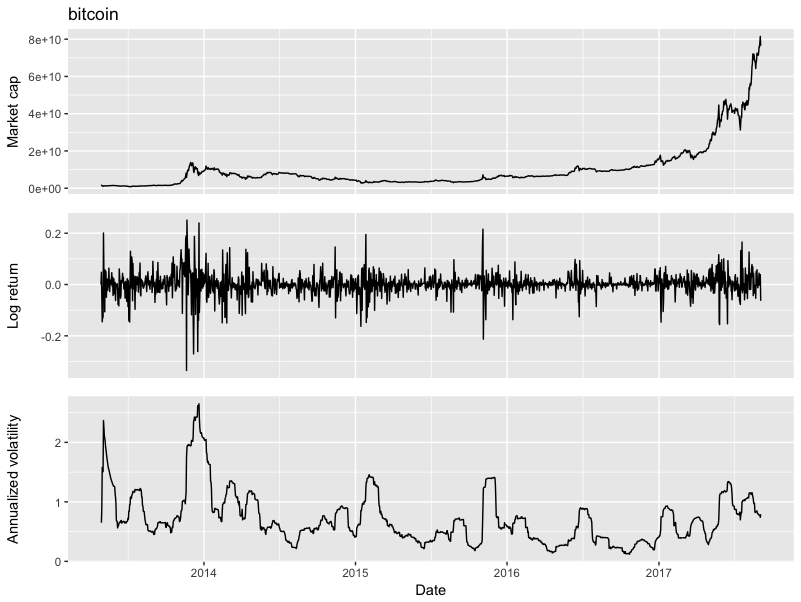 bitcoin
Market cap
8e+10
6e+10
4e+10
2e+10
0e+00
Log return
0.2
0.0
-0.2
Annualized volatility
2
1
0
2014 2015 2016 2017
Date